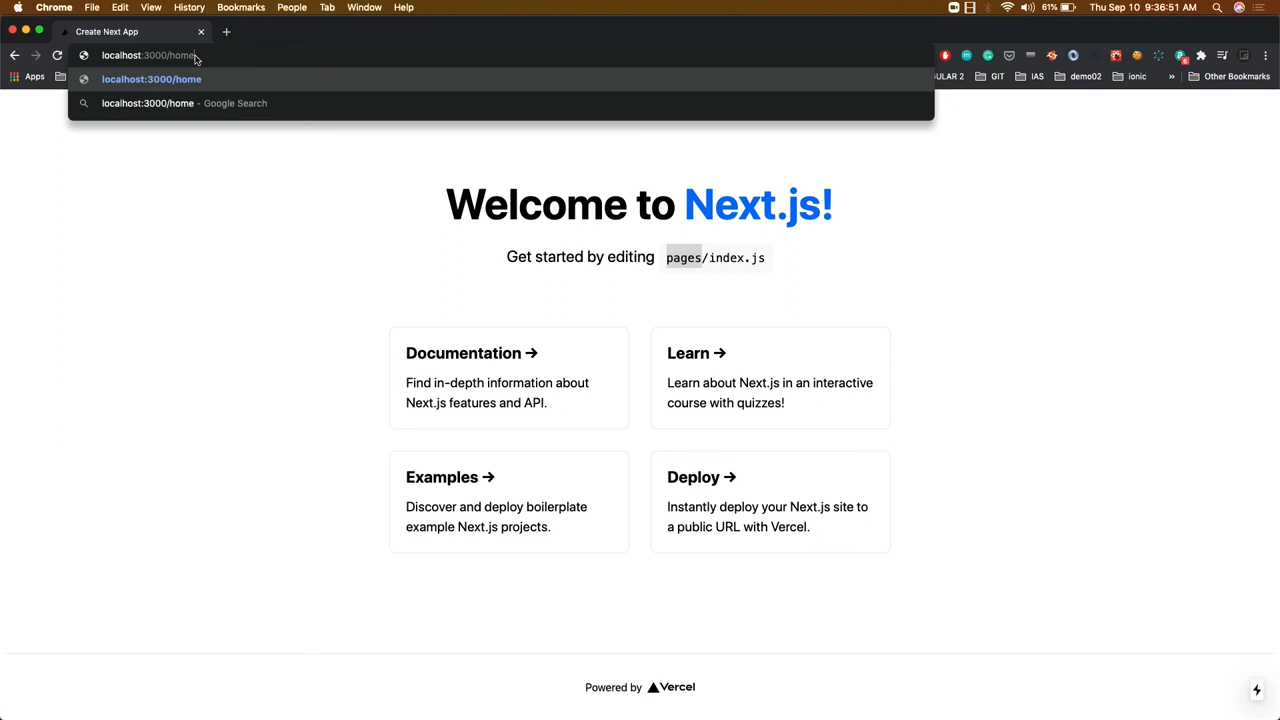 Chrome File Edit View History Bookmarks People Tab Window Help 61% Thu Sep 10 9:36:51 AM
Create Next App
localhost:3000/home
Apps GULAR 2 GIT IAS demo02 ionic » Other Bookmarks
localhost:3000/home
localhost:3000/home - Google Search
Welcome to Next.js!
Get started by editing pages/index.js
Documentation →
Find in-depth information about
Next.js features and API.
Learn →
Learn about Next.js in an interactive
course with quizzes!
Examples →
Discover and deploy boilerplate
example Next.js projects.
Deploy →
Instantly deploy your Next.js site to
a public URL with Vercel.
Powered by Vercel